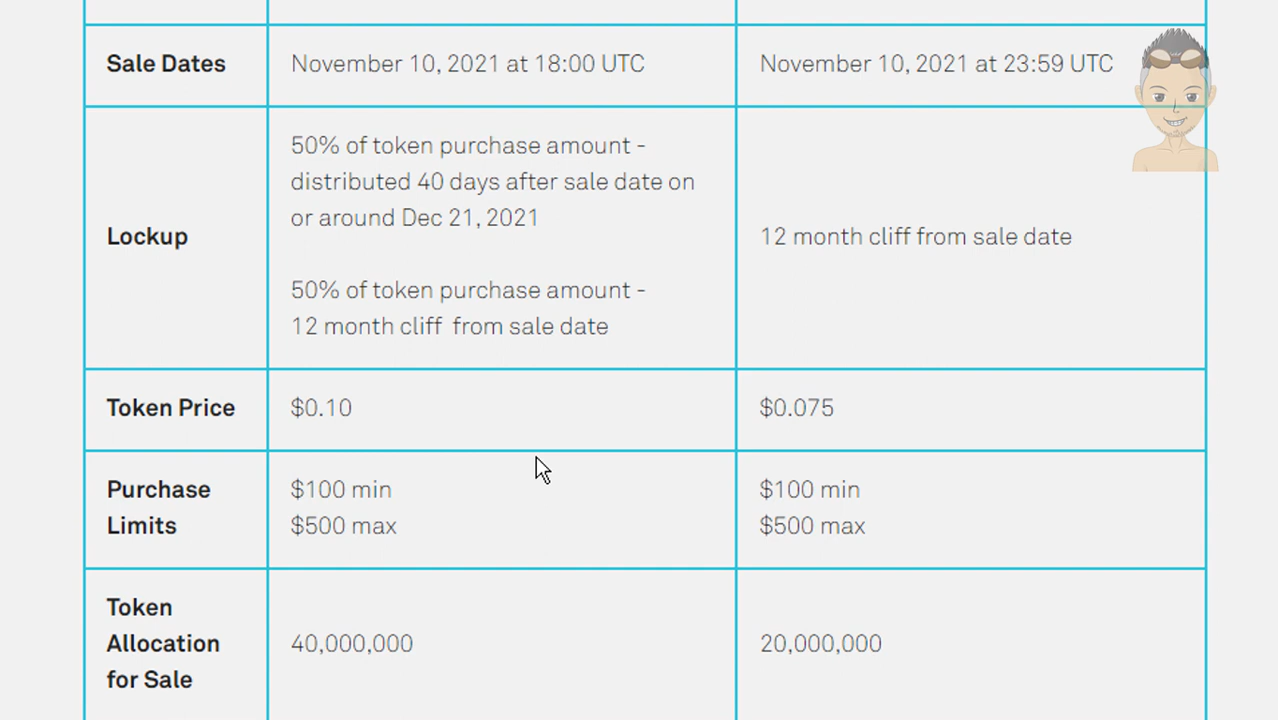 Sale Dates
November 10, 2021 at 18:00 UTC
November 10, 2021 at 23:59 UTC
Lockup
50% of token purchase amount -
distributed 40 days after sale date on
or around Dec 21, 2021
50% of token purchase amount -
12 month cliff from sale date
12 month cliff from sale date
Token Price
$0.10
$0.075
Purchase
Limits
$100 min
$500 max
$100 min
$500 max
Token
Allocation
for Sale
40,000,000
20,000,000